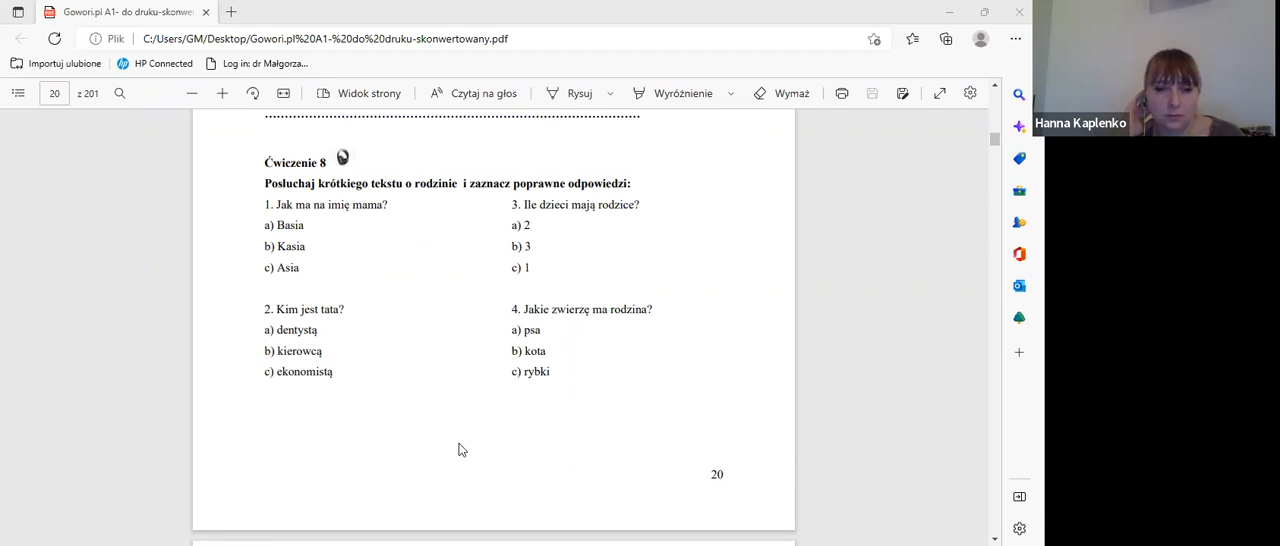 Gowori.pl A1- do druku-skonwer
Plik
C:/Users/GM/Desktop/Gowori.pl%20A1-%20do%20druku-skonwertowany.pdf
Importuj ulubione
HP Connected
Log in: dr Małgorza...
20
z 201
Widok strony
Czytaj na głos
Rysuj
Wyróżnienie
Wymaż
Hanna Kaplenko
Ćwiczenie 8
Posłuchaj krótkiego tekstu o rodzinie i zaznacz poprawne odpowiedzi:
1. Jak ma na imię mama?
a) Basia
b) Kasia
c) Asia
2. Kim jest tata?
a) dentystą
b) kierowcą
c) ekonomistą
3. Ile dzieci mają rodzice?
a) 2
b) 3
c) 1
4. Jakie zwierzę ma rodzina?
a) psa
b) kota
c) rybki
20